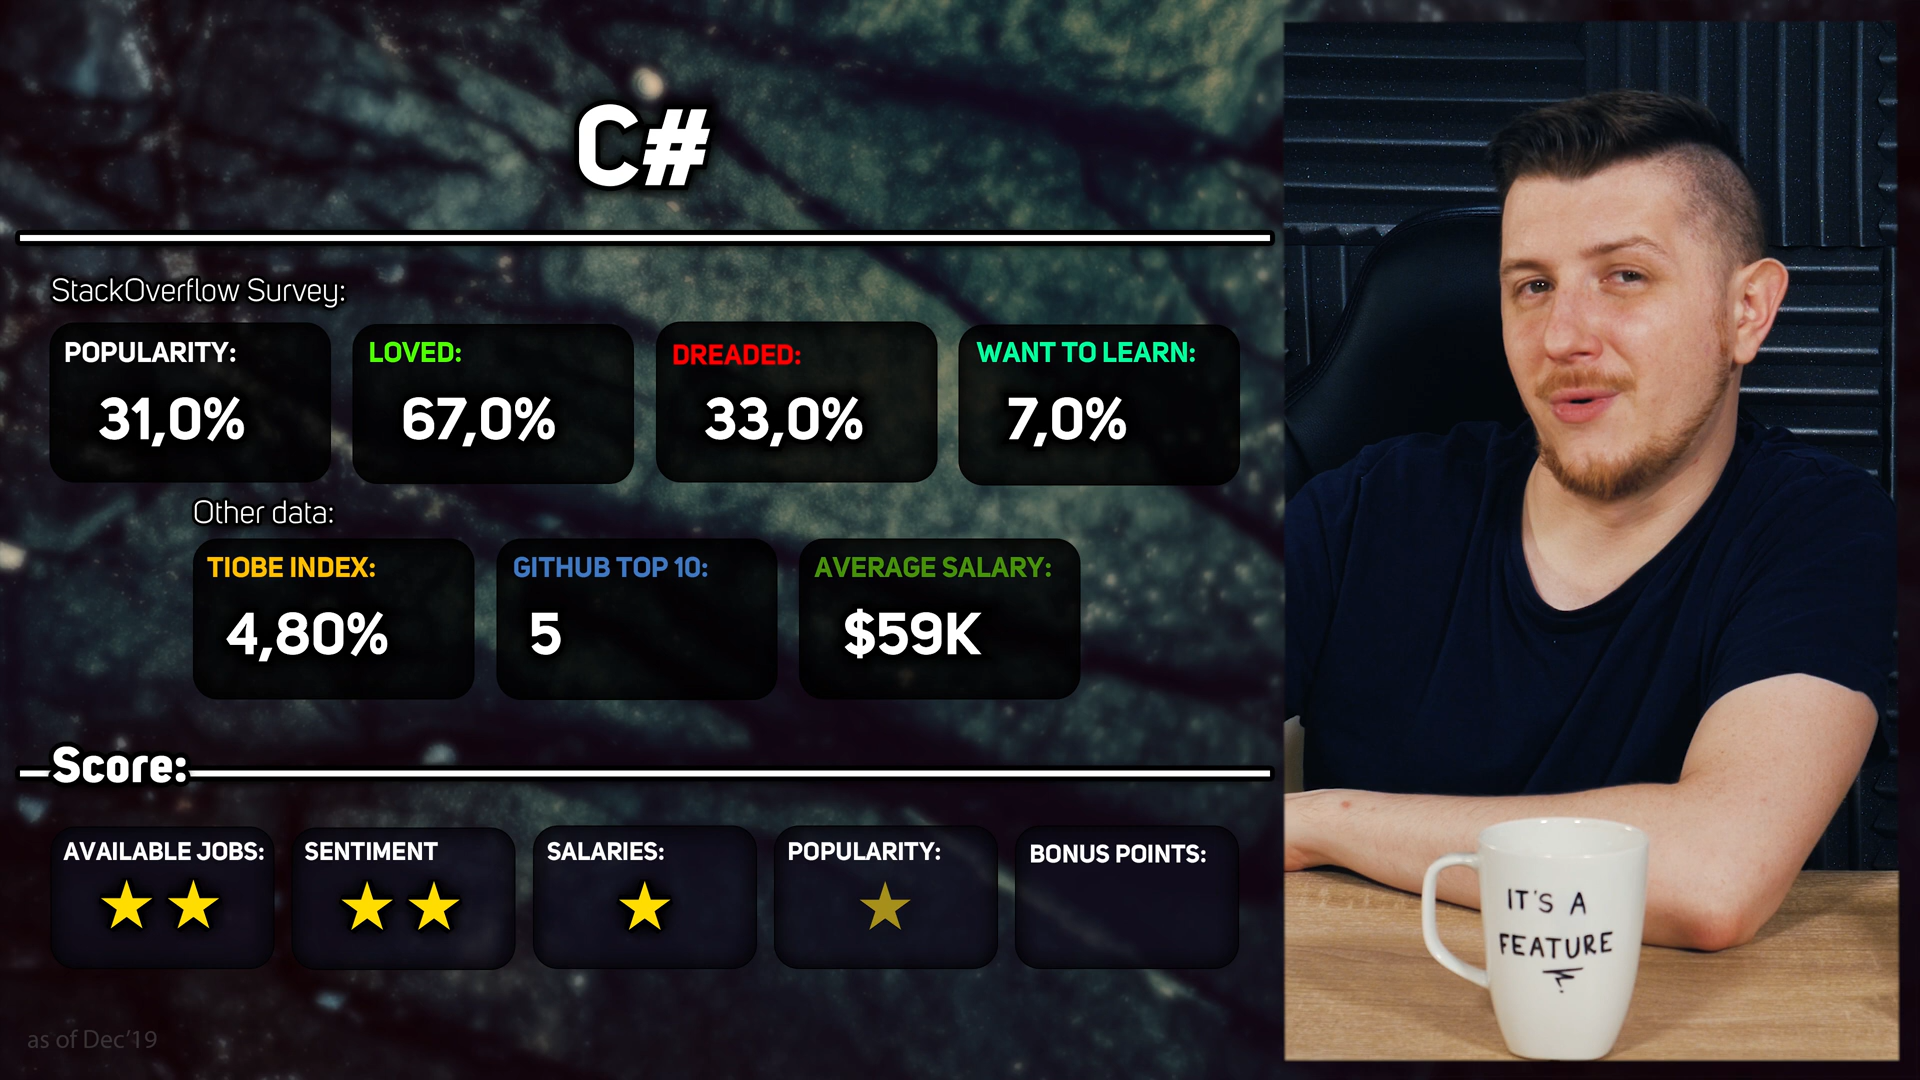 C#
StackOverflow Survey:
POPULARITY:
31,0%
LOVED:
67,0%
DREADED:
33,0%
WANT TO LEARN:
7,0%
Other data:
TIOBE INDEX:
4,80%
GITHUB TOP 10:
5
AVERAGE SALARY:
$59K
Score:
AVAILABLE JOBS:
SENTIMENT
SALARIES:
POPULARITY:
BONUS POINTS:
as of Dec'19
IT'S A
FEATURE